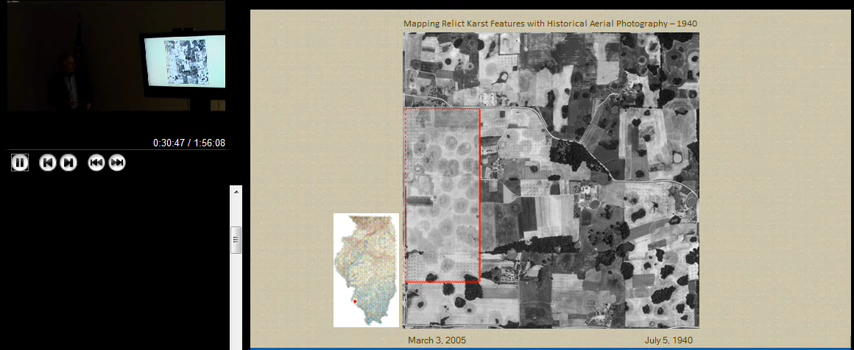 Mapping Relict Karst Features with Historical Aerial Photography – 1940
0:30:47 / 1:56:08
March 3, 2005
July 5, 1940